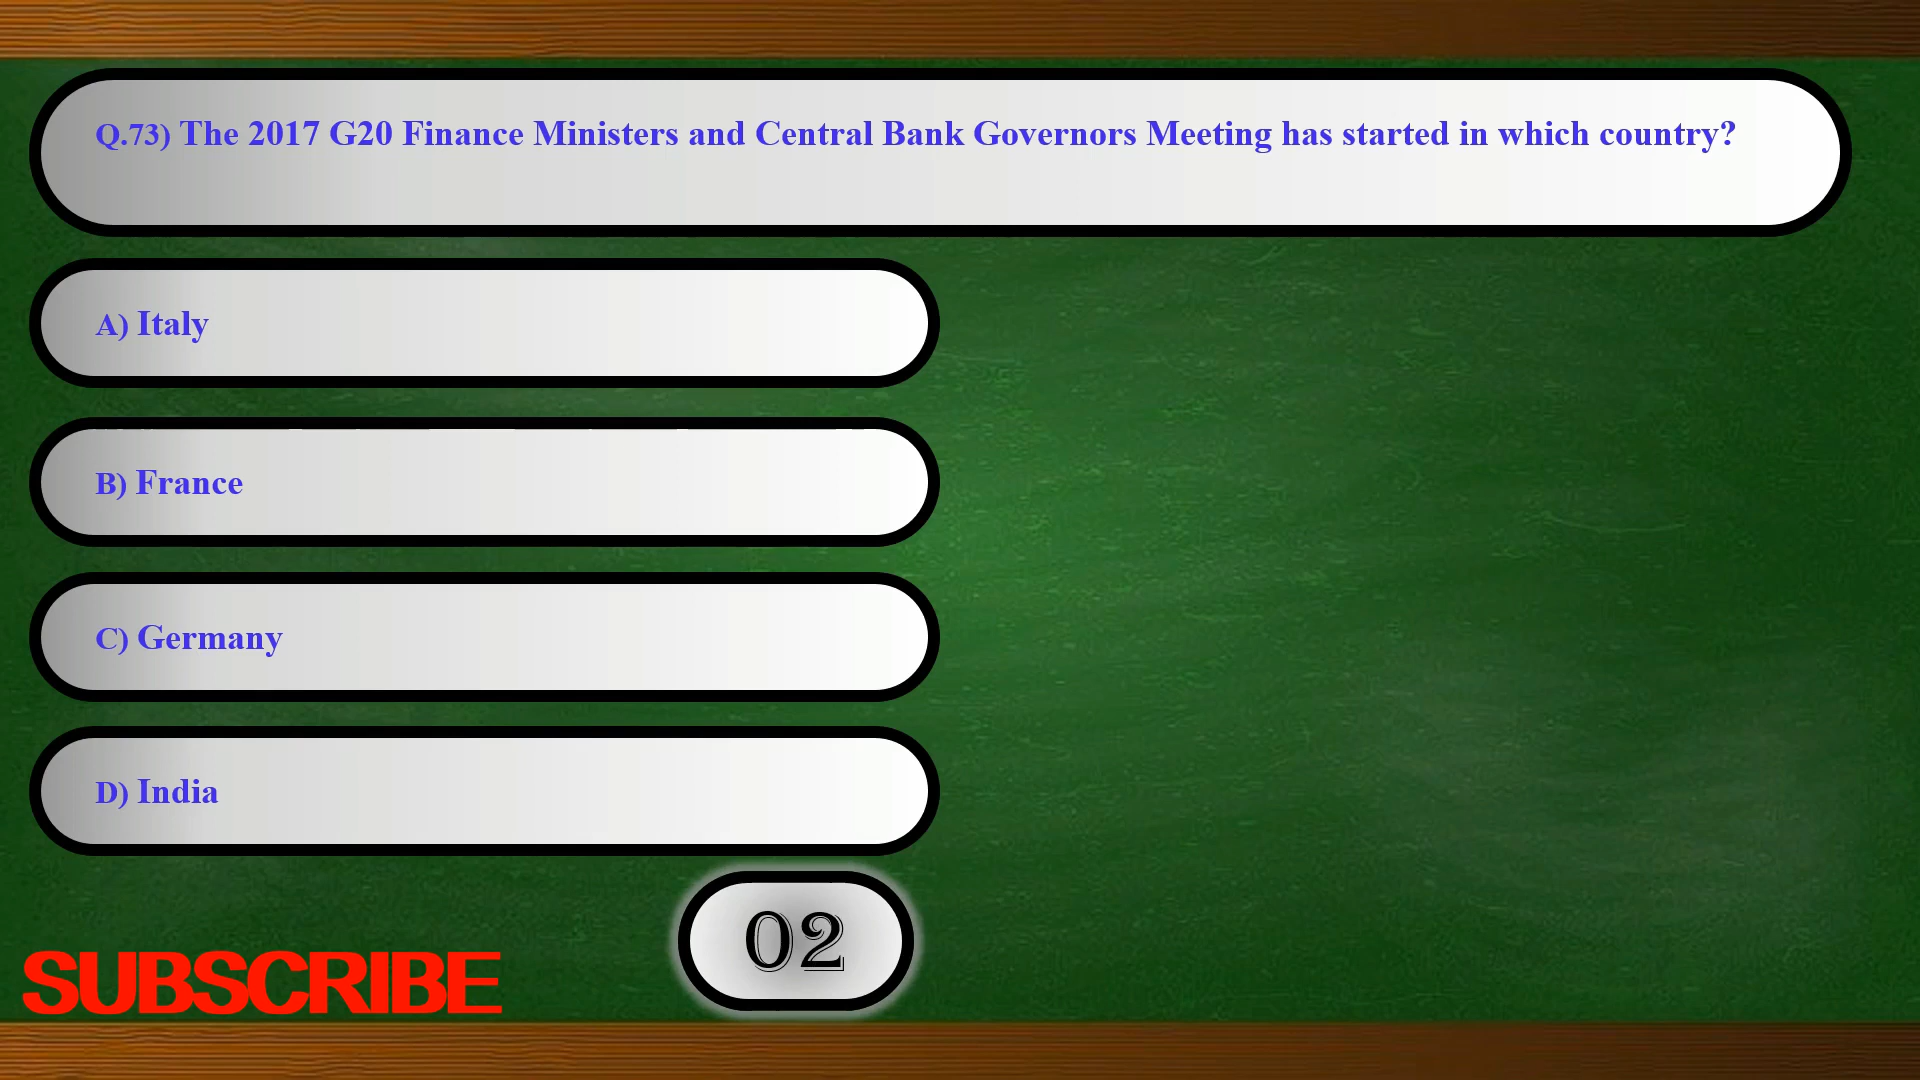 Q.73) The 2017 G20 Finance Ministers and Central Bank Governors Meeting has started in which country?
A) Italy
B) France
C) Germany
D) India
02
SUBSCRIBE